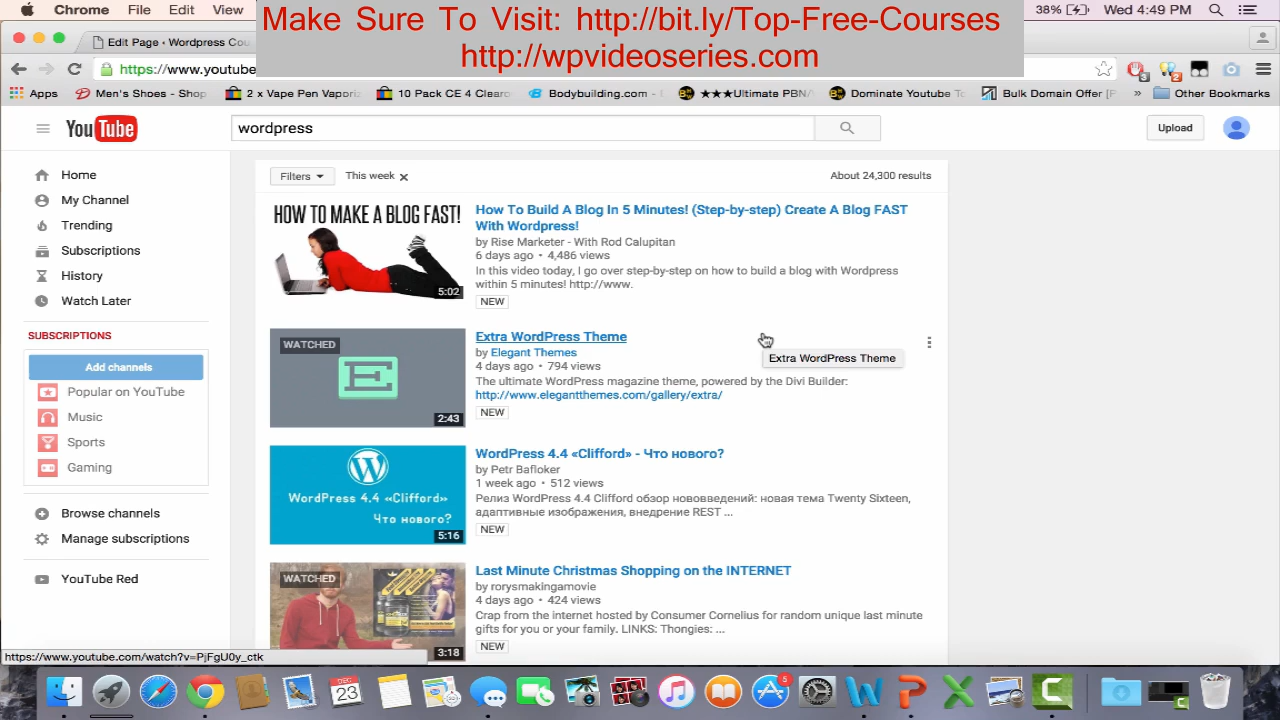 Make Sure To Visit: http://bit.ly/Top-Free-Courses
http://wpvideoseries.com
Chrome File Edit View
38% Wed 4:49 PM
Edit Page ‹ Wordpress Cou
https://www.youtube
Apps Men's Shoes - Shop 2 x Vape Pen Vaporiz 10 Pack CE 4 Clearo Bodybuilding.com - L ★★★Ultimate PBN/ Dominate Youtube To Bulk Domain Offer [F » Other Bookmarks
YouTube
wordpress
Upload
Home
My Channel
Trending
Subscriptions
History
Watch Later
SUBSCRIPTIONS
Add channels
Popular on YouTube
Music
Sports
Gaming
Browse channels
Manage subscriptions
YouTube Red
Filters This week x
About 24,300 results
HOW TO MAKE A BLOG FAST!
5:02
How To Build A Blog In 5 Minutes! (Step-by-step) Create A Blog FAST
With Wordpress!
by Rise Marketer - With Rod Calupitan
6 days ago • 4,486 views
In this video today, I go over step-by-step on how to build a blog with Wordpress
within 5 minutes! http://www.
NEW
WATCHED
E
2:43
Extra WordPress Theme
by Elegant Themes
4 days ago • 794 views
The ultimate WordPress magazine theme, powered by the Divi Builder:
http://www.elegantthemes.com/gallery/extra/
NEW
Extra WordPress Theme
WordPress 4.4 «Clifford»
Что нового?
5:16
WordPress 4.4 «Clifford» - Что нового?
by Petr Bafloker
1 week ago • 512 views
Релиз WordPress 4.4 Clifford обзор нововведений: новая тема Twenty Sixteen,
адаптивные изображения, внедрение REST ...
NEW
WATCHED
3:18
Last Minute Christmas Shopping on the INTERNET
by rorysmakingamovie
4 days ago • 424 views
Crap from the internet hosted by Consumer Cornelius for random unique last minute
gifts for you or your family. LINKS: Thongies: ...
NEW
https://www.youtube.com/watch?v=PjFgU0y_ctk
DEC
23
5